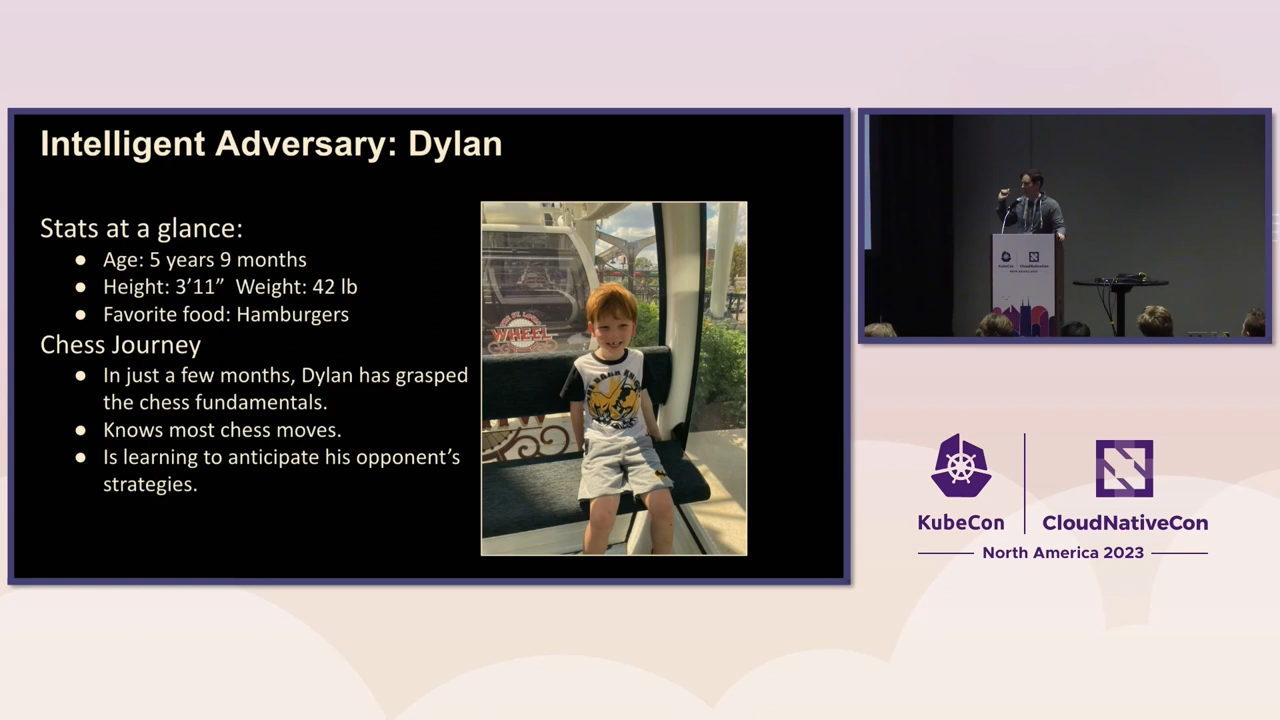 Intelligent Adversary: Dylan
Stats at a glance:
● Age: 5 years 9 months
● Height: 3’11” Weight: 42 lb
● Favorite food: Hamburgers
Chess Journey
● In just a few months, Dylan has grasped
the chess fundamentals.
● Knows most chess moves.
● Is learning to anticipate his opponent’s
strategies.
WHEEL
KubeCon
CloudNativeCon
KubeCon
CloudNativeCon
North America 2023